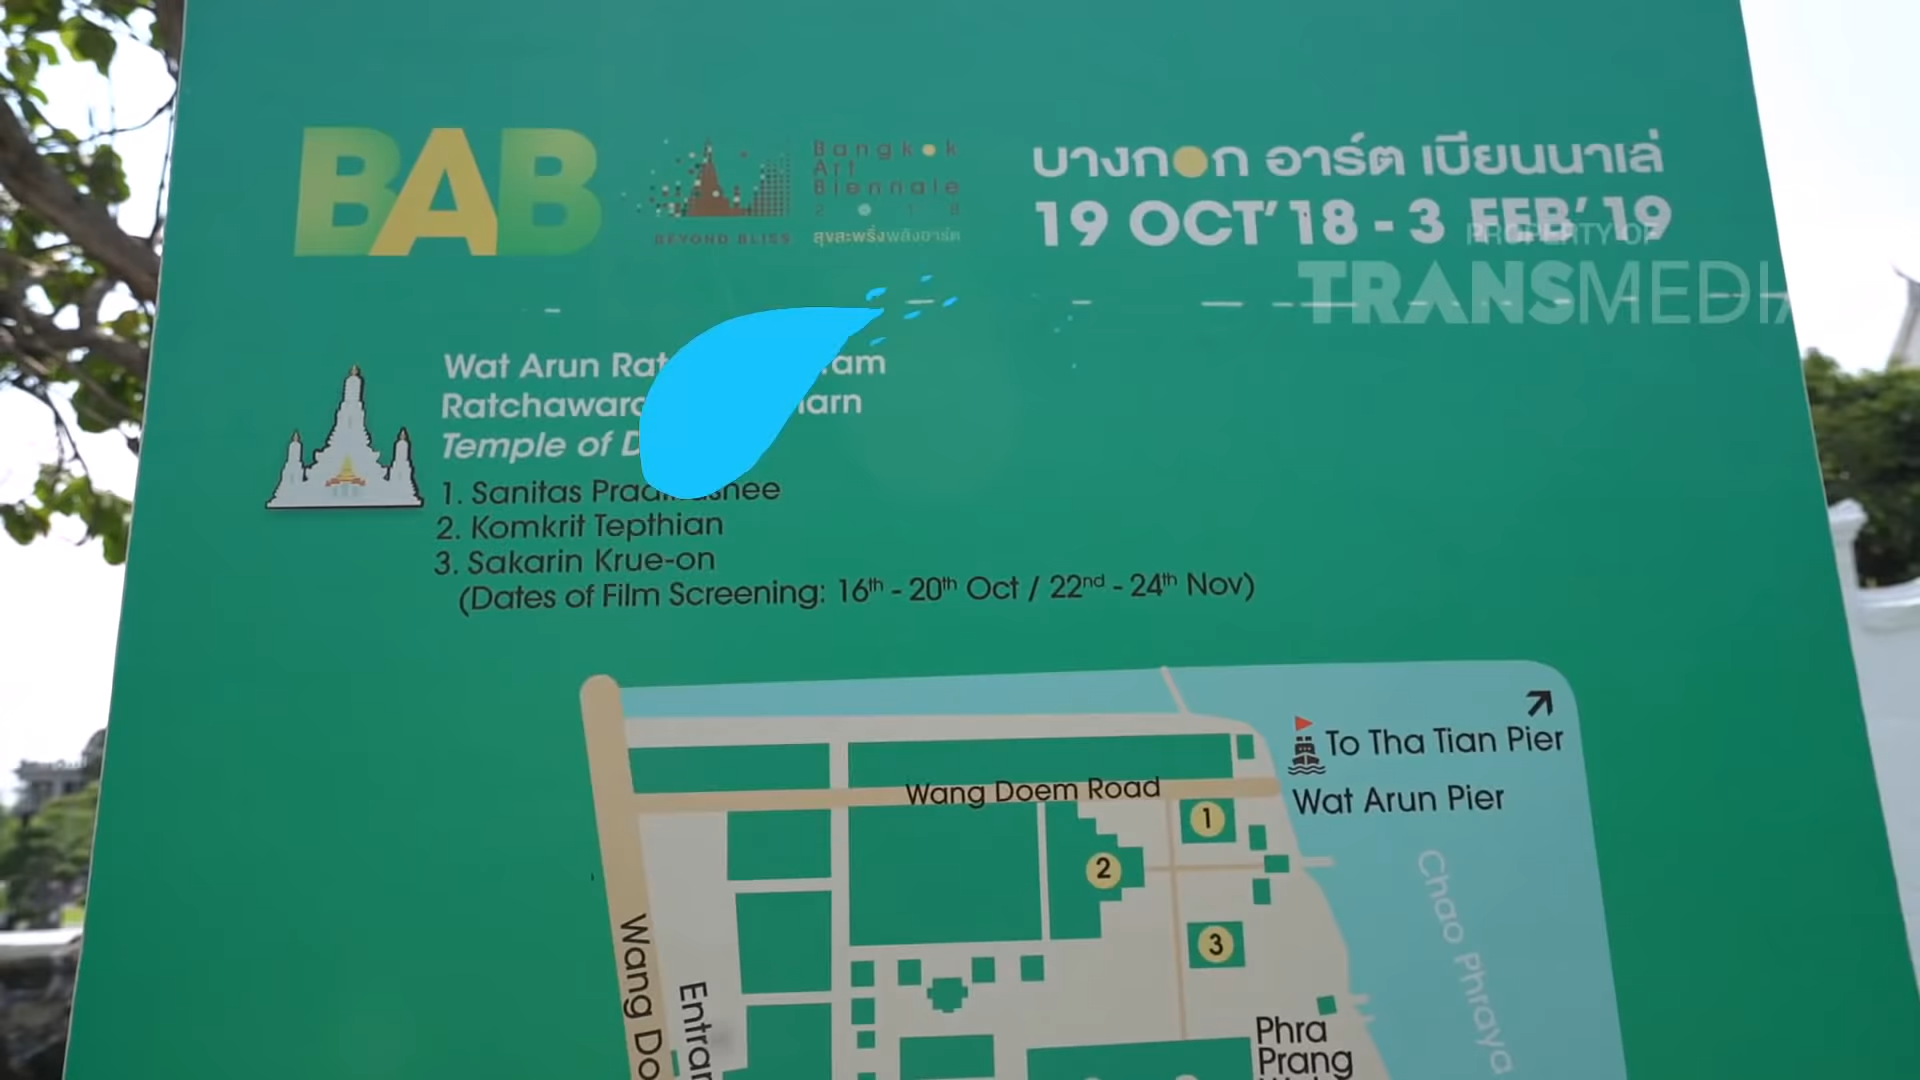 BAB
BEYOND BLISS
Bangkok
Art
Biennale
2018
สุขสะพรั่งพลังอาร์ต
บางกอก อาร์ต เบียนนาเล่
19 OCT' 18 - 3 FEB' 19
PROPERTY OF
TRANSMEDIA
Wat Arun
Temple of
1. Sanitas
2. Komkrit Tepthian
3. Sakarin Krue-on
(Dates of Film Screening: 16th - 20th Oct / 22nd - 24th Nov)
To Tha Tian Pier
Wang Doem Road
Wat Arun Pier
1
2
3
Chao Phraya
Wang
Phra
Prang